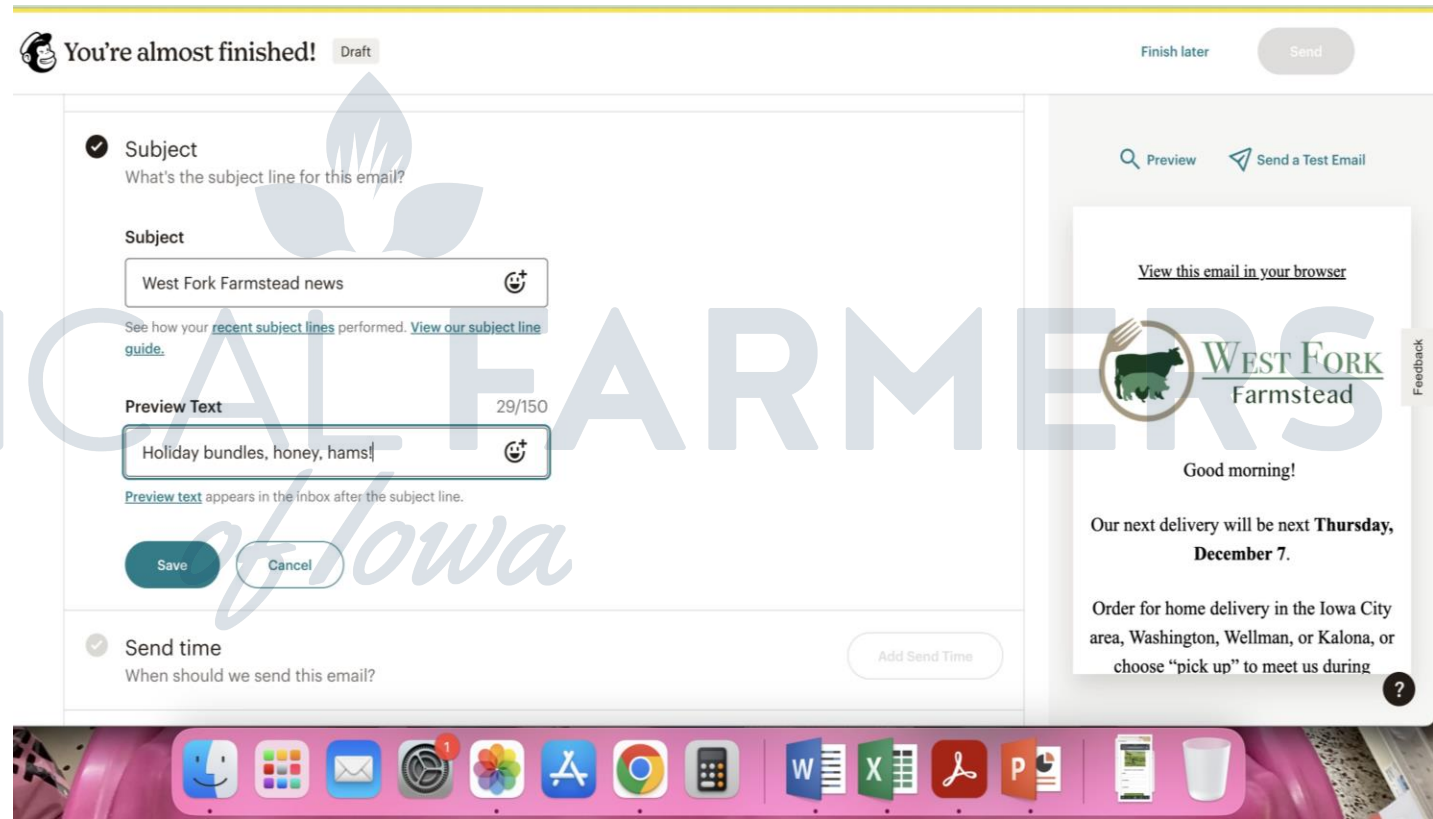 You're almost finished!
Draft
Finish later
Send
Subject
What's the subject line for this email?
Subject
West Fork Farmstead news
See how your recent subject lines performed. View our subject line
guide.
Preview Text
29/150
Holiday bundles, honey, hams!
Preview text appears in the inbox after the subject line.
Save
Cancel
Send time
When should we send this email?
Add Send Time
Preview
Send a Test Email
View this email in your browser
WEST FORK
Farmstead
Good morning!
Our next delivery will be next Thursday,
December 7.
Order for home delivery in the Iowa City
area, Washington, Wellman, or Kalona, or
choose “pick up” to meet us during
Feedback
?
ICAL FARMERS
of Iowa
1
W
X
P